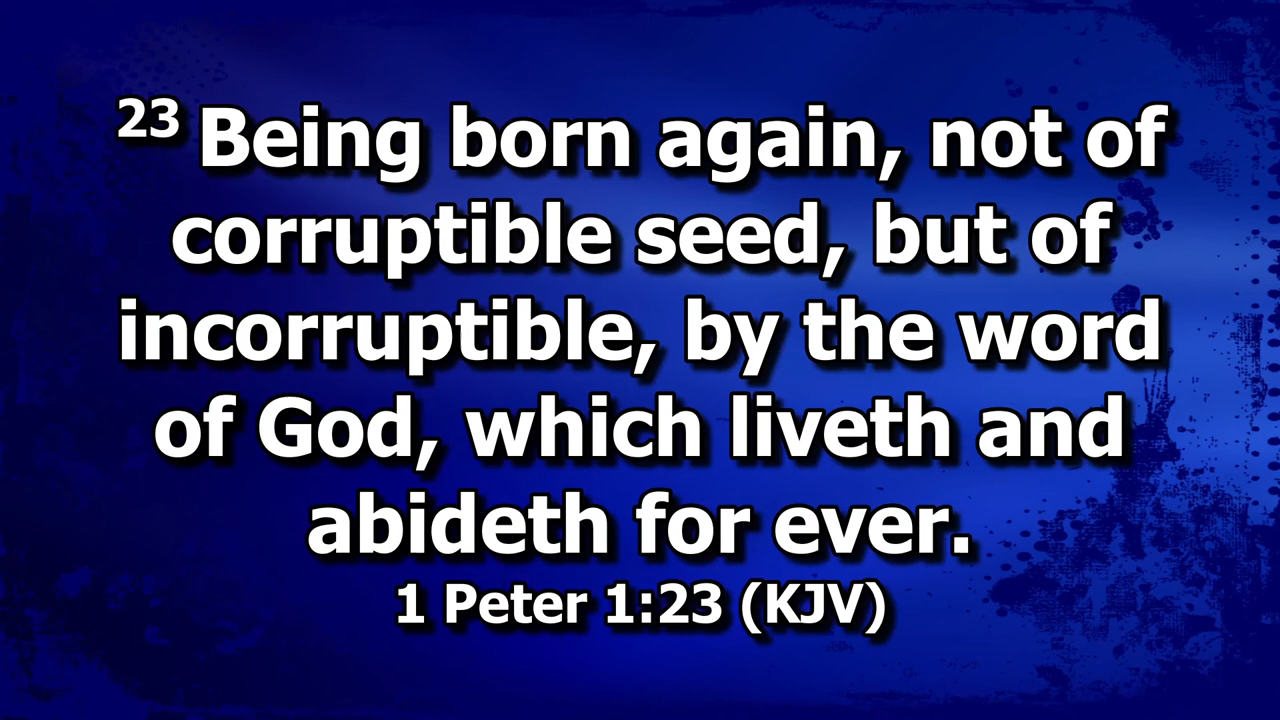 23 Being born again, not of
corruptible seed, but of
incorruptible, by the word
of God, which liveth and
abideth for ever.
1 Peter 1:23 (KJV)